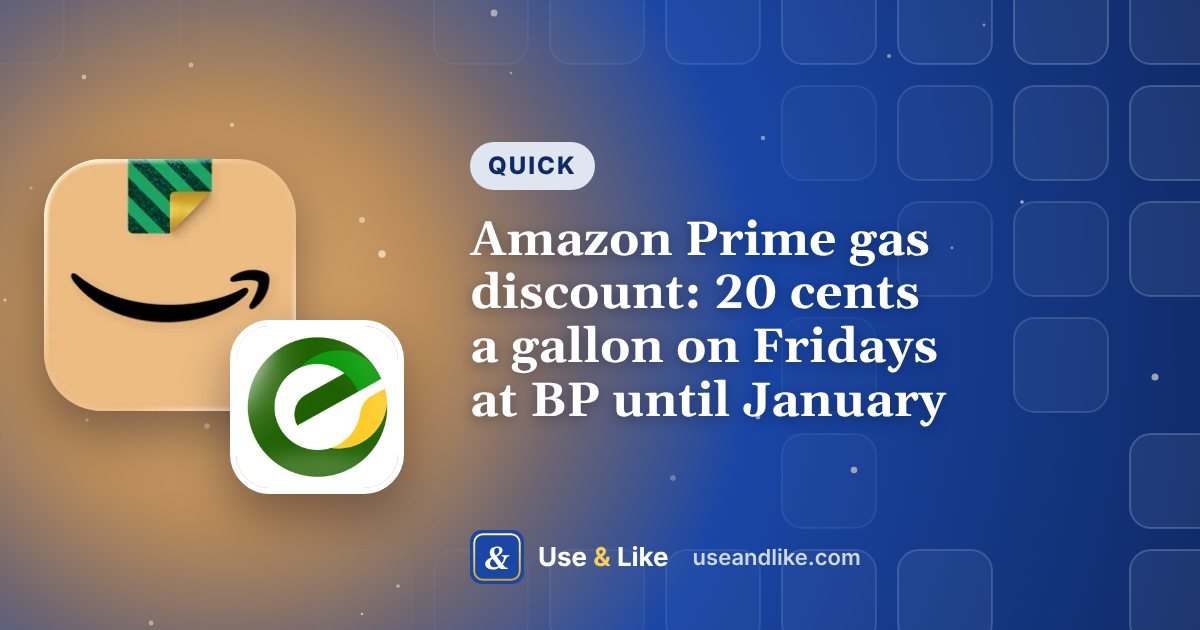 QUICK
Amazon Prime gas
discount: 20 cents
a gallon on Fridays
at BP until January
& Use & Like useandlike.com